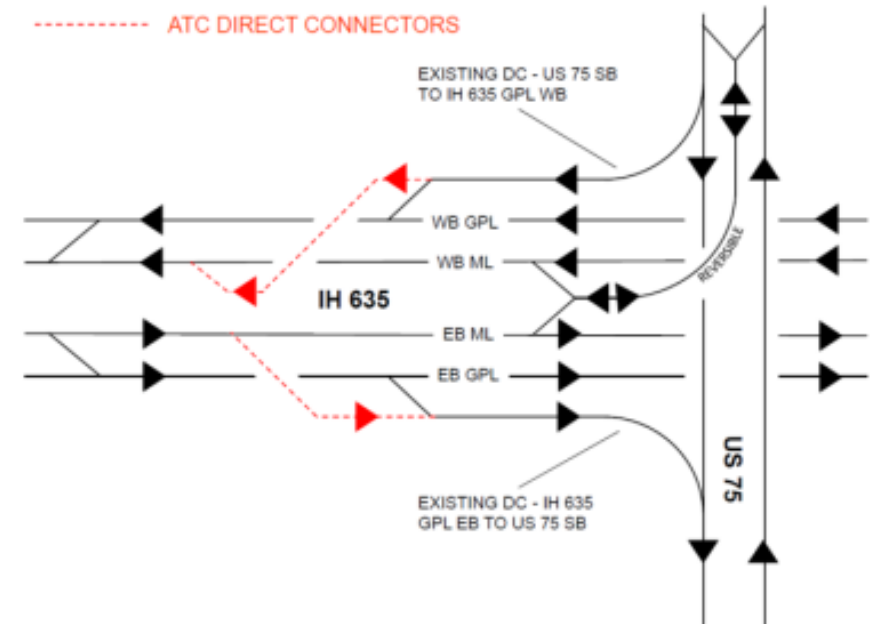 ATC DIRECT CONNECTORS
EXISTING DC - US 75 SB
TO IH 635 GPL WB
WB GPL
WB ML
REVERSIBLE
IH 635
EB ML
EB GPL
US 75
EXISTING DC - IH 635
GPL EB TO US 75 SB